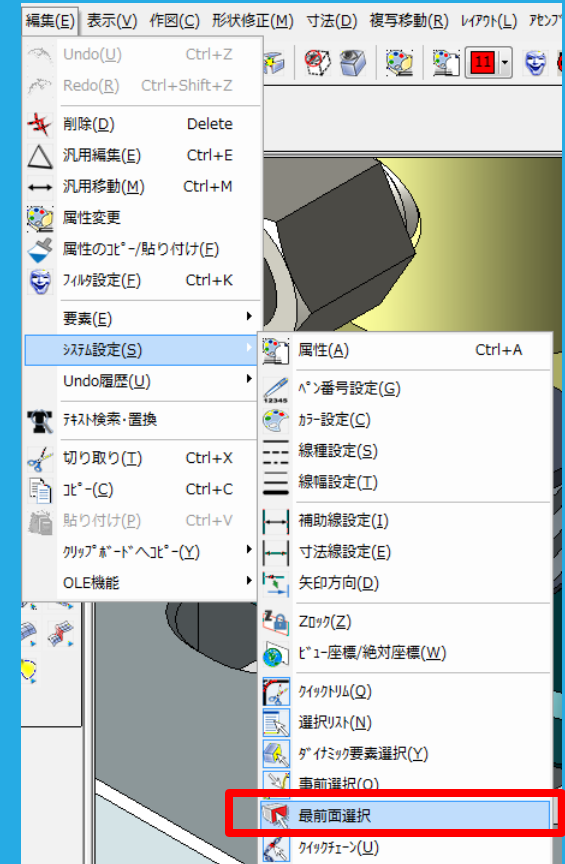 編集(E) 表示(V) 作図(C) 形状修正(M) 寸法(D) 複写移動(R) ﾚｲｱｳﾄ(L) ｱｾﾝﾌﾞ
Undo(U) Ctrl+Z
Redo(R) Ctrl+Shift+Z
11
削除(D) Delete
汎用編集(E) Ctrl+E
汎用移動(M) Ctrl+M
属性変更
属性のｺﾋﾟｰ/貼り付け(F)
ﾌｨﾙﾀ設定(F) Ctrl+K
要素(E)
ｼｽﾃﾑ設定(S)
Undo履歴(U)
ﾃｷｽﾄ検索･置換
切り取り(T) Ctrl+X
ｺﾋﾟｰ(C) Ctrl+C
貼り付け(P) Ctrl+V
ｸﾘｯﾌﾟﾎﾞｰﾄﾞへｺﾋﾟｰ(Y)
OLE機能
属性(A) Ctrl+A
12345
ﾍﾟﾝ番号設定(G)
ｶﾗｰ設定(C)
線種設定(S)
線幅設定(T)
補助線設定(I)
寸法線設定(E)
矢印方向(D)
Zﾛｯｸ(Z)
ﾋﾞｭｰ座標/絶対座標(W)
ｸｲｯｸﾄﾘﾑ(Q)
選択ﾘｽﾄ(N)
ﾀﾞｲﾅﾐｯｸ要素選択(Y)
事前選択(O)
最前面選択
ｸｲｯｸﾁｪｰﾝ(U)